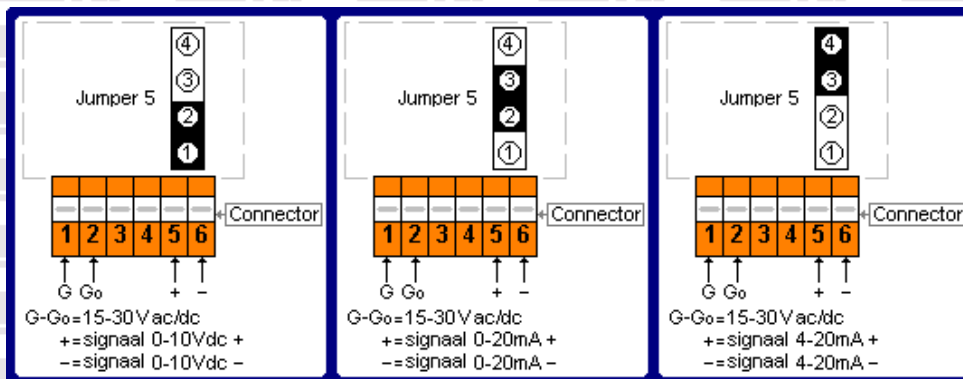 ④
③
Jumper 5
②
①
Connector
1 2 3 4 5 6
G Go + −
G-Go=15-30Vac/dc
+=signaal 0-10Vdc +
−=signaal 0-10Vdc −
④
③
Jumper 5
②
①
Connector
1 2 3 4 5 6
G Go + −
G-Go=15-30Vac/dc
+=signaal 0-20mA +
−=signaal 0-20mA −
④
③
Jumper 5
②
①
Connector
1 2 3 4 5 6
G Go + −
G-Go=15-30Vac/dc
+=signaal 4-20mA +
−=signaal 4-20mA −